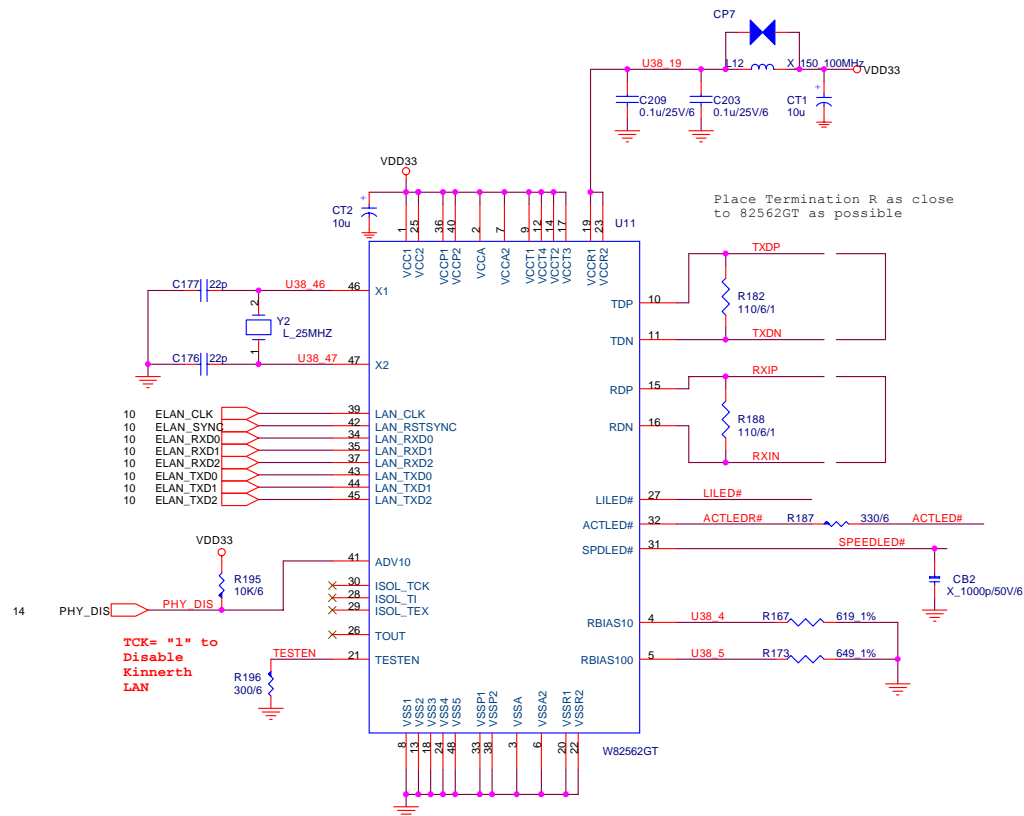 CP7
U38_19
L12
X_150_100MHz
VDD33
C209
0.1u/25V/6
C203
0.1u/25V/6
CT1
10u
+
VDD33
+
CT2
10u
Place Termination R as close
to 82562GT as possible
U11
1
25
36
40
2
7
9
12
14
17
19
23
VCC1
VCC2
VCCP1
VCCP2
VCCA
VCCA2
VCCT1
VCCT4
VCCT2
VCCT3
VCCR1
VCCR2
C177
22p
U38_46
46
X1
2
Y2
L_25MHZ
1
C176
22p
U38_47
47
X2
TDP
10
TXDP
R182
110/6/1
TDN
11
TXDN
RDP
15
RXIP
R188
110/6/1
RDN
16
RXIN
10 ELAN_CLK 39 LAN_CLK
10 ELAN_SYNC 42 LAN_RSTSYNC
10 ELAN_RXD0 34 LAN_RXD0
10 ELAN_RXD1 35 LAN_RXD1
10 ELAN_RXD2 37 LAN_RXD2
10 ELAN_TXD0 43 LAN_TXD0
10 ELAN_TXD1 44 LAN_TXD1
10 ELAN_TXD2 45 LAN_TXD2
LILED# 27 LILED#
ACTLED# 32 ACTLEDR# R187 330/6 ACTLED#
SPDLED# 31 SPEEDLED#
CB2
X_1000p/50V/6
VDD33
R195
10K/6
41 ADV10
14 PHY_DIS PHY_DIS
30 ISOL_TCK
28 ISOL_TI
29 ISOL_TEX
26 TOUT
TESTEN 21 TESTEN
R196
300/6
TCK= "1" to
Disable
Kinnerth
LAN
RBIAS10 4 U38_4 R167 619_1%
RBIAS100 5 U38_5 R173 649_1%
VSS1
VSS2
VSS3
VSS4
VSS5
VSSP1
VSSP2
VSSA
VSSA2
VSSR1
VSSR2
8
13
18
24
48
33
38
3
6
20
22
W82562GT